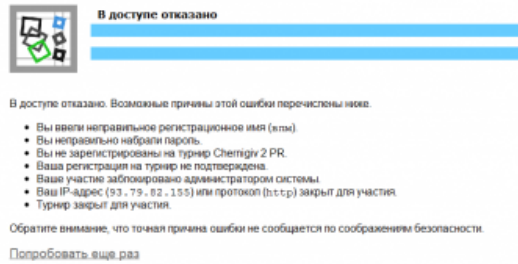 В доступе отказано
В доступе отказано. Возможные причины этой ошибки перечислены ниже.
• Вы ввели неправильное регистрационное имя (впм).
• Вы неправильно набрали пароль.
• Вы не зарегистрированы на турнир Chernigiv 2 PR.
• Ваша регистрация на турнир не подтверждена.
• Ваше участие заблокировано администратором системы.
• Ваш IP-адрес (93.79.82.155) или протокол (http) закрыт для участия.
• Турнир закрыт для участия.
Обратите внимание, что точная причина ошибки не сообщается по соображениям безопасности.
Попробовать еще раз